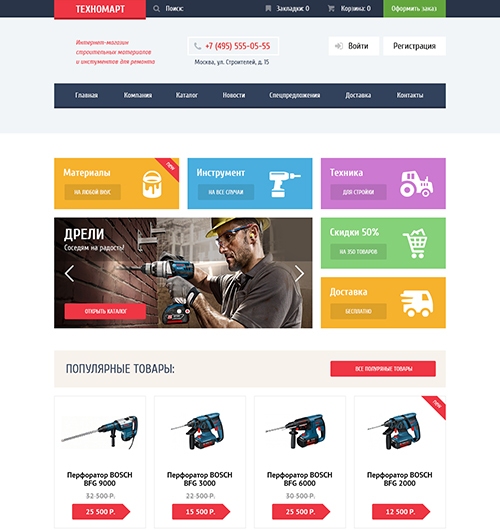 ТЕХНОМАРТ
Поиск:
Закладки: 0
Корзина: 0
Оформить заказ
Интернет-магазин
строительных материалов
и инструментов для ремонта
+7 (495) 555-05-55
Москва, ул. Строителей, д. 15
Войти
Регистрация
Главная
Компания
Каталог
Новости
Спецпредложения
Доставка
Контакты
Материалы
НА ЛЮБОЙ ВКУС
new
Инструмент
НА ВСЕ СЛУЧАИ
Техника
ДЛЯ СТРОЙКИ
ДРЕЛИ
Соседям на радость!
ОТКРЫТЬ КАТАЛОГ
Скидки 50%
НА 350 ТОВАРОВ
Доставка
БЕСПЛАТНО
ПОПУЛЯРНЫЕ ТОВАРЫ:
ВСЕ ПОПУЛЯРНЫЕ ТОВАРЫ
new
Перфоратор BOSCH
BFG 9000
32 500 Р.
25 500 Р.
Перфоратор BOSCH
BFG 3000
22 500 Р.
15 500 Р.
Перфоратор BOSCH
BFG 6000
30 500 Р.
25 500 Р.
Перфоратор BOSCH
BFG 2000
12 500 Р.